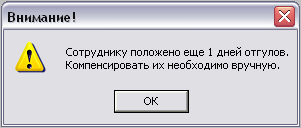 Внимание!
Сотруднику положено еще 1 дней отгулов.
Компенсировать их необходимо вручную.
OK